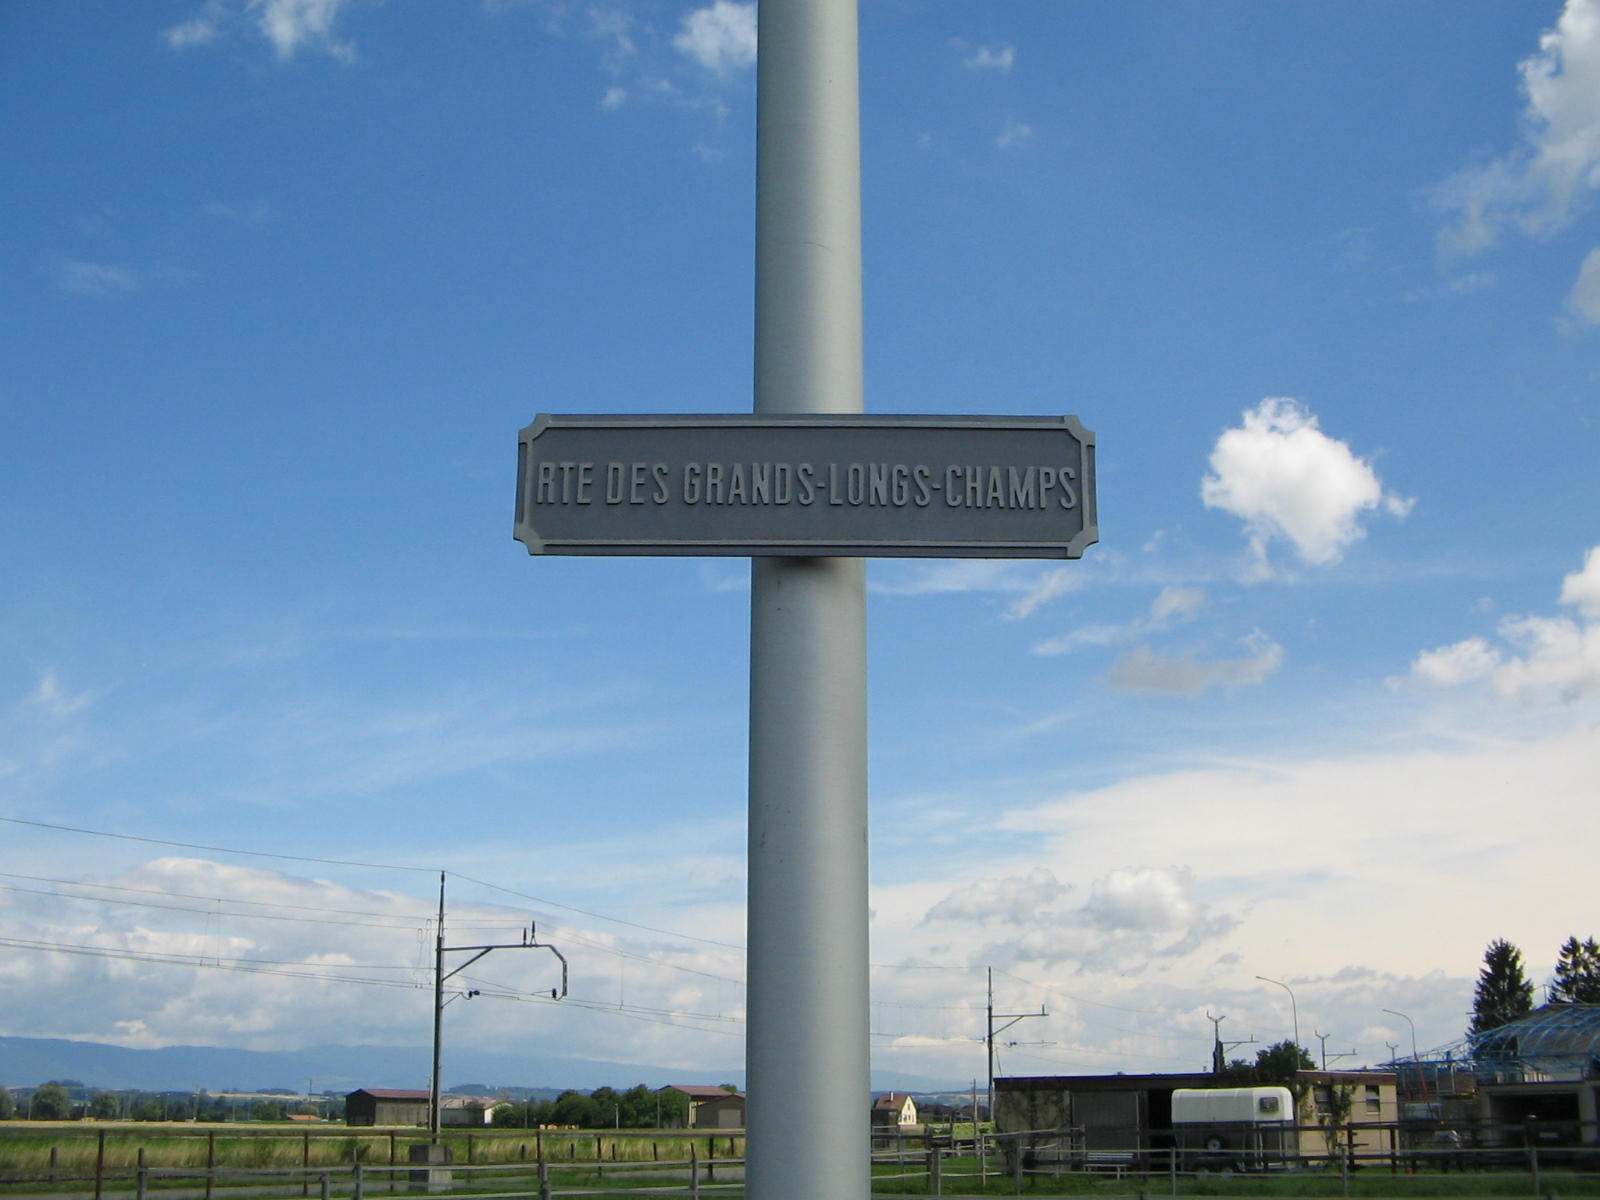 RTE DES GRANDS-LONGS-CHAMPS